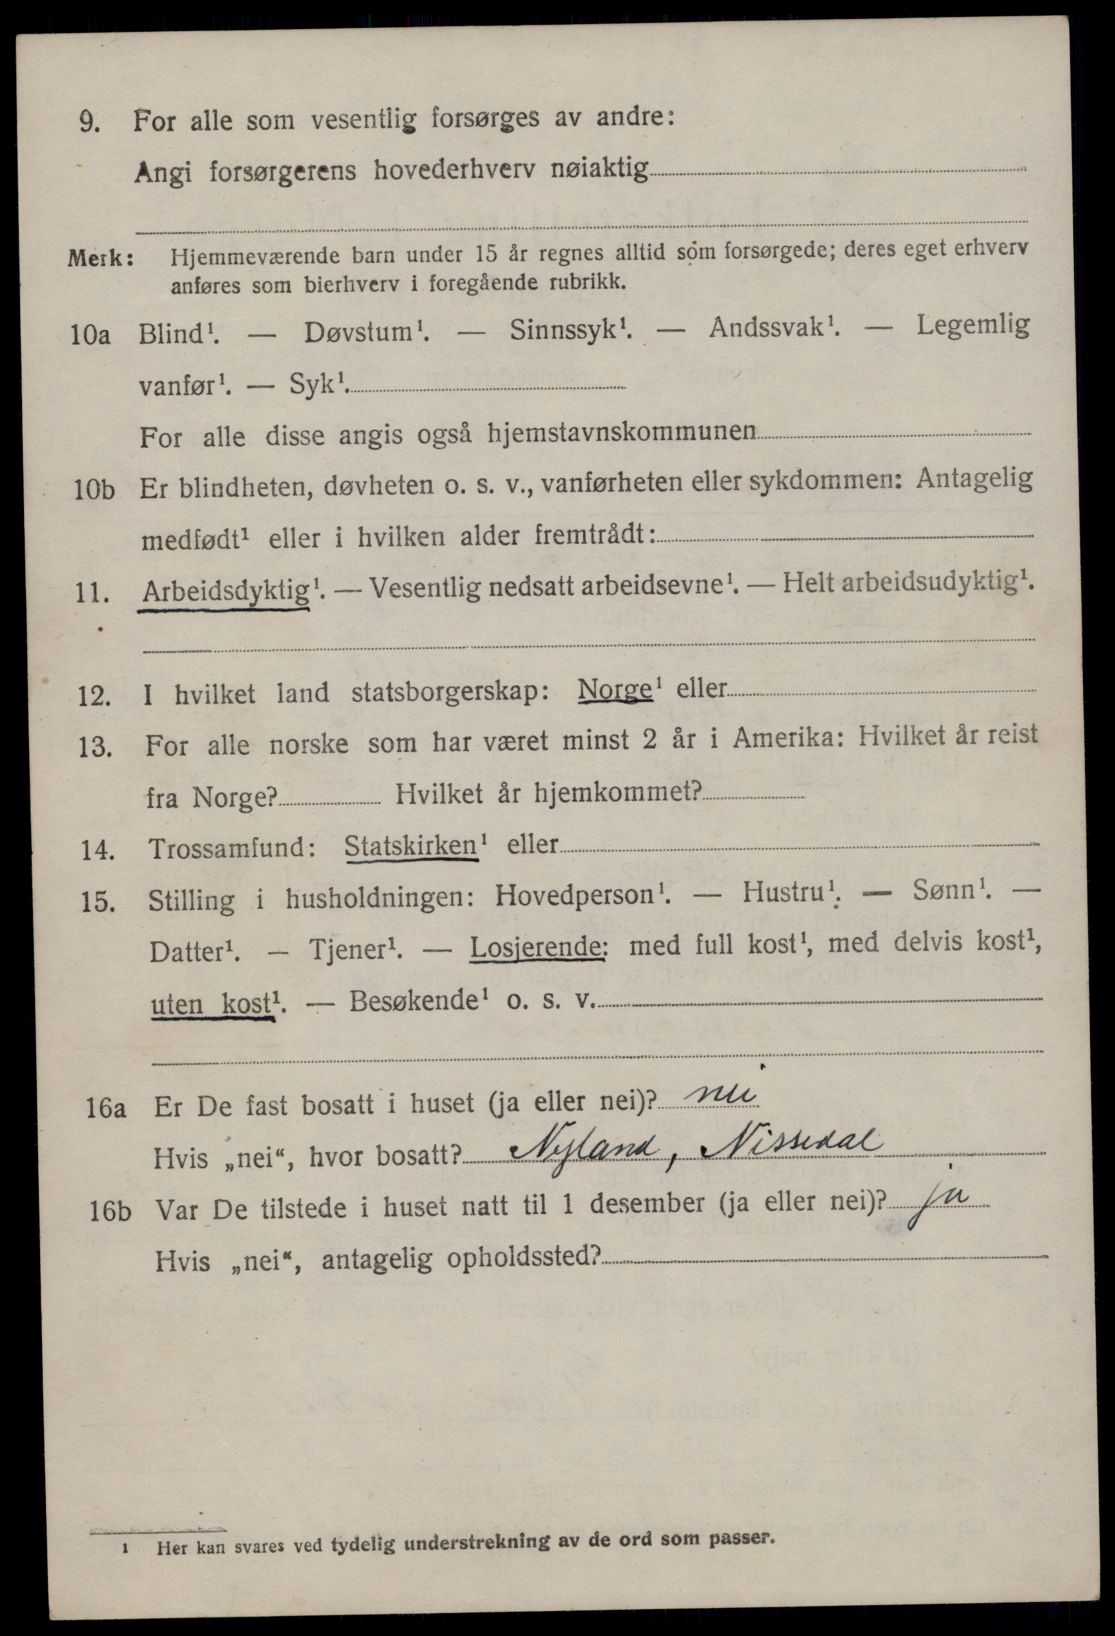 9. For alle som vesentlig forsørges av andre:
Angi forsørgerens hovederhverv nøiaktig
Merk: Hjemmeværende barn under 15 år regnes alltid som forsørgede; deres eget erhverv
anføres som bierhverv i foregående rubrikk.
10a Blind¹. — Døvstum¹. — Sinnssyk¹. — Andssvak¹. — Legemlig
vanfør¹. — Syk¹.
For alle disse angis også hjemstavnskommunen
10b Er blindheten, døvheten o. s. v., vanførheten eller sykdommen: Antagelig
medfødt¹ eller i hvilken alder fremtrådt:
11. Arbeidsdyktig¹. — Vesentlig nedsatt arbeidsevne¹. — Helt arbeidsudyktig¹.
12. I hvilket land statsborgerskap: Norge¹ eller
13. For alle norske som har været minst 2 år i Amerika: Hvilket år reist
fra Norge? Hvilket år hjemkommet?
14. Trossamfund: Statskirken¹ eller
15. Stilling i husholdningen: Hovedperson¹. — Hustru¹. — Sønn¹. —
Datter¹. — Tjener¹. — Losjerende: med full kost¹, med delvis kost¹,
uten kost¹. — Besøkende¹ o. s. v.
16a Er De fast bosatt i huset (ja eller nei)? nei
Hvis „nei“, hvor bosatt? Nyland, Nissedal
16b Var De tilstede i huset natt til 1 desember (ja eller nei)? ja
Hvis „nei“, antagelig opholdssted?
1 Her kan svares ved tydelig understrekning av de ord som passer.